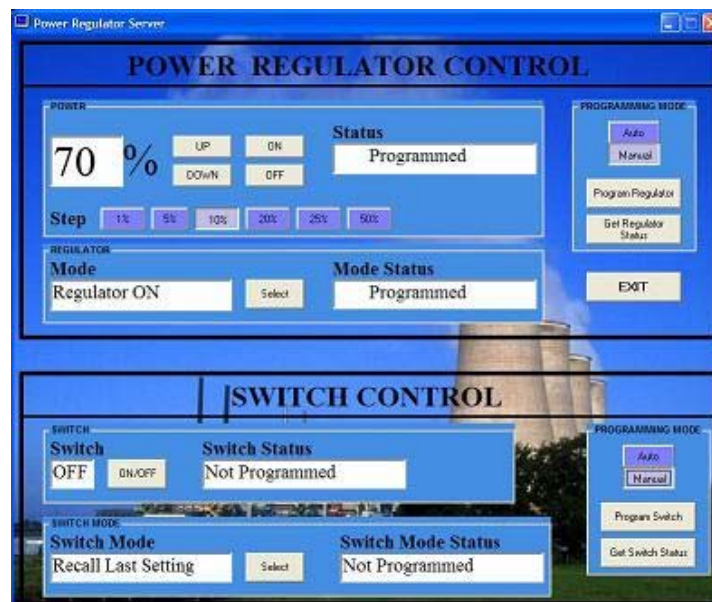 Power Regulator Server
POWER REGULATOR CONTROL
POWER
PROGRAMMING MODE
70 %
UP
ON
DOWN
OFF
Status
Programmed
Auto
Manual
Program Regulator
Get Regulator
Status
Step 1% 5% 10% 20% 25% 50%
REGULATOR
Mode
Regulator ON
Select
Mode Status
Programmed
EXIT
SWITCH CONTROL
SWITCH
PROGRAMMING MODE
Switch
OFF
ON/OFF
Switch Status
Not Programmed
Auto
Manual
Program Switch
Get Switch Status
SWITCH MODE
Switch Mode
Recall Last Setting
Select
Switch Mode Status
Not Programmed